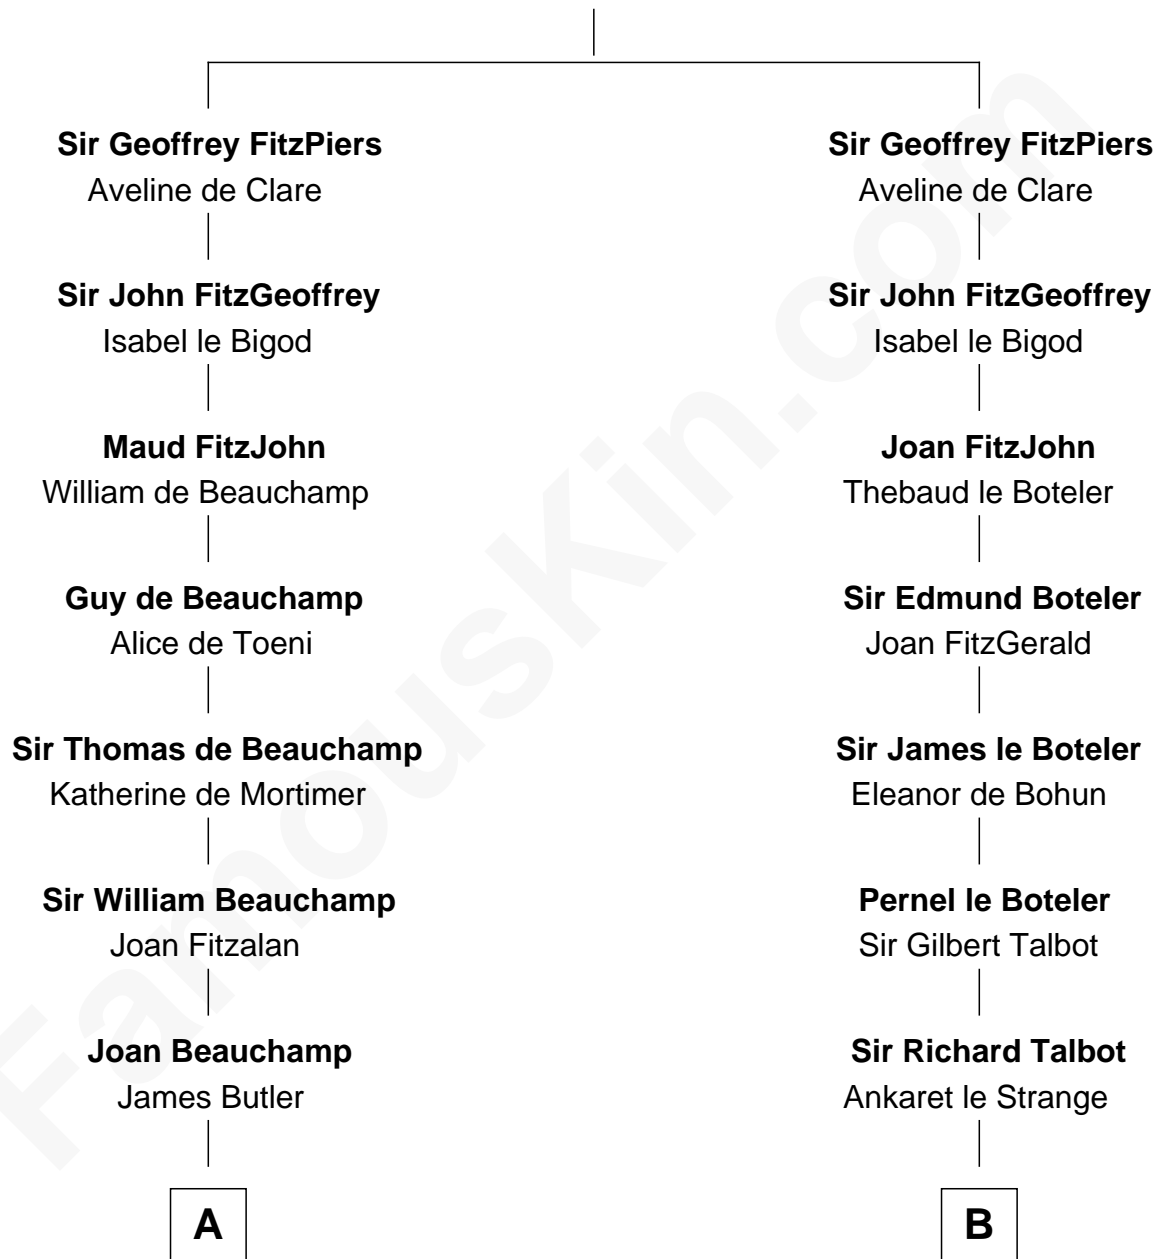 Sir Geoffrey FitzPiers
Aveline de Clare
Sir John FitzGeoffrey
Isabel le Bigod
Maud FitzJohn
William de Beauchamp
Guy de Beauchamp
Alice de Toeni
Sir Thomas de Beauchamp
Katherine de Mortimer
Sir William Beauchamp
Joan Fitzalan
Joan Beauchamp
James Butler
A
Sir Geoffrey FitzPiers
Aveline de Clare
Sir John FitzGeoffrey
Isabel le Bigod
Joan FitzJohn
Thebaud le Boteler
Sir Edmund Boteler
Joan FitzGerald
Sir James le Boteler
Eleanor de Bohun
Pernel le Boteler
Sir Gilbert Talbot
Sir Richard Talbot
Ankaret le Strange
B
FamousKin.com